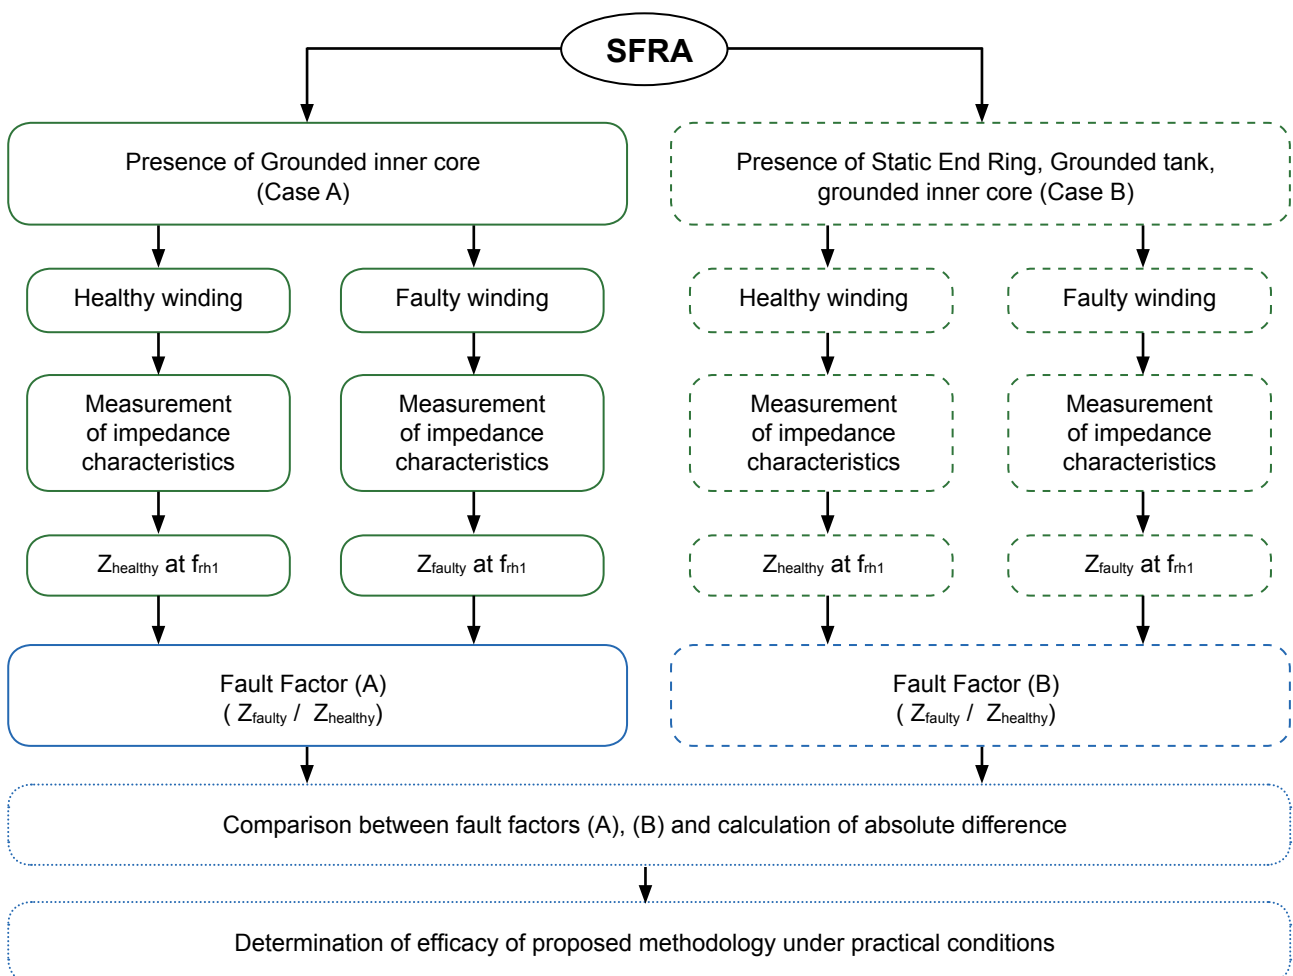 SFRA
Presence of Grounded inner core
(Case A)
Presence of Static End Ring, Grounded tank,
grounded inner core (Case B)
Healthy winding
Faulty winding
Healthy winding
Faulty winding
Measurement
of impedance
characteristics
Measurement
of impedance
characteristics
Measurement
of impedance
characteristics
Measurement
of impedance
characteristics
Zhealthy at frh1
Zfaulty at frh1
Zhealthy at frh1
Zfaulty at frh1
Fault Factor (A)
( Zfaulty / Zhealthy)
Fault Factor (B)
( Zfaulty / Zhealthy)
Comparison between fault factors (A), (B) and calculation of absolute difference
Determination of efficacy of proposed methodology under practical conditions